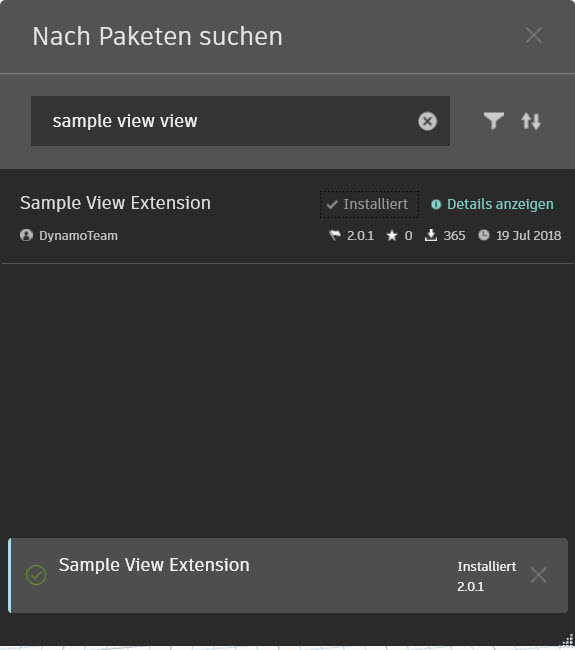 Nach Paketen suchen
sample view view
Sample View Extension Installiert Details anzeigen
DynamoTeam 2.0.1 0 365 19 Jul 2018
Sample View Extension Installiert
2.0.1